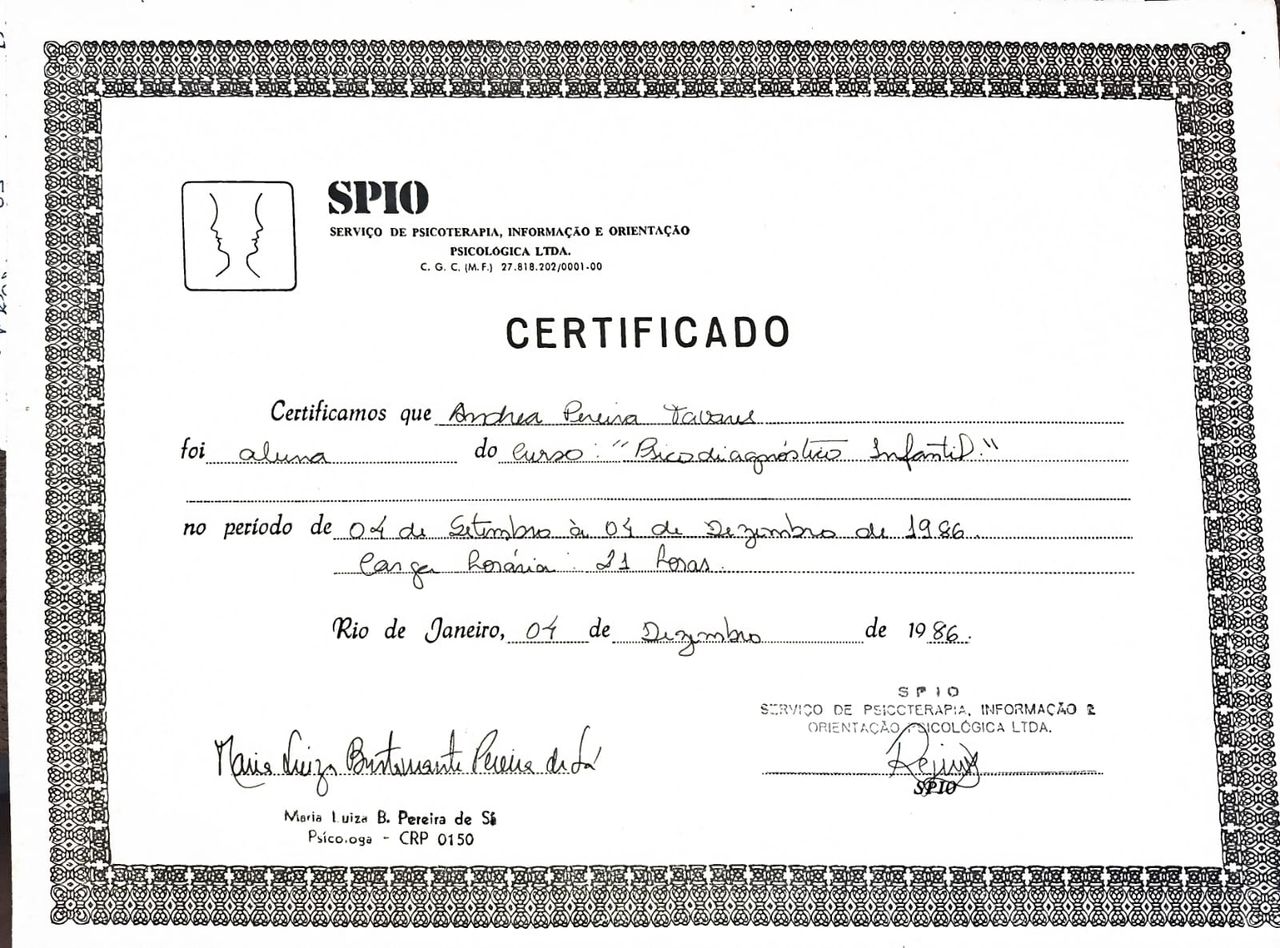 SPIO
SERVIÇO DE PSICOTERAPIA, INFORMAÇÃO E ORIENTAÇÃO
PSICOLÓGICA LTDA.
C. G. C. (M. F.) 27.818.202/0001-00
CERTIFICADO
Certificamos que Andrea Pereira Tavares
foi aluna do Curso: "Psicodiagnóstico Infantil."
no período de 04 de Setembro à 04 de Dezembro de 1986.
Carga horária: 21 horas.
Rio de Janeiro, 04 de Dezembro de 1986.
SPIO
SERVIÇO DE PSICOTERAPIA, INFORMAÇÃO E
ORIENTAÇÃO PSICOLÓGICA LTDA.
Maria Luiza Bustamante Pereira de Sá
SPIO
Maria Luiza B. Pereira de Sá
Psicóloga - CRP 0150